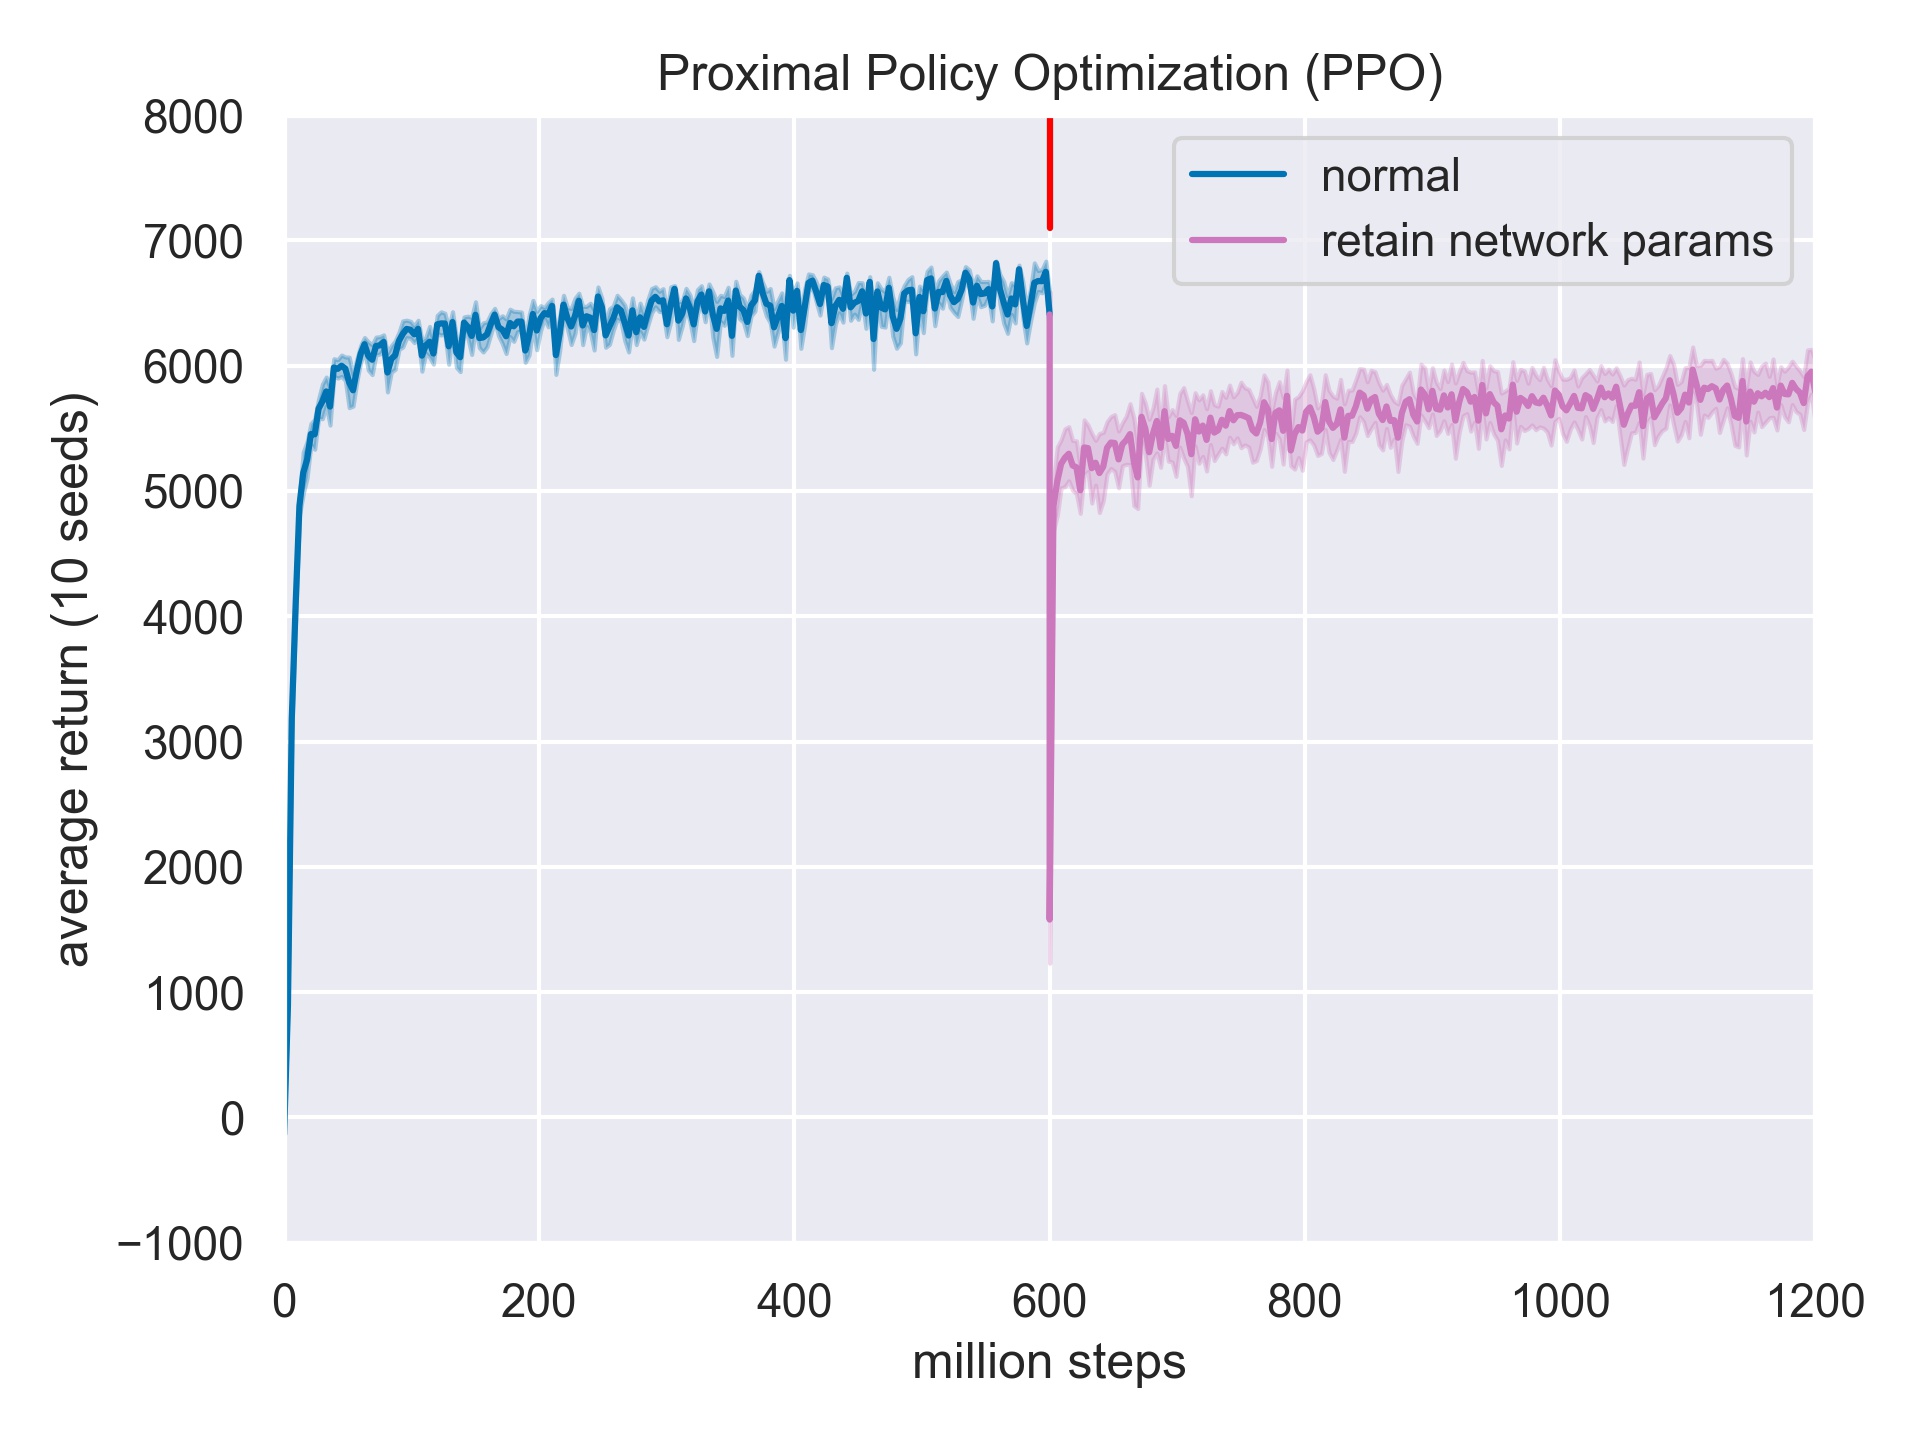 Proximal Policy Optimization (PPO)
8000
7000
6000
5000
4000
3000
2000
1000
0
−1000
average return (10 seeds)
normal
retain network params
0 200 400 600 800 1000 1200
million steps